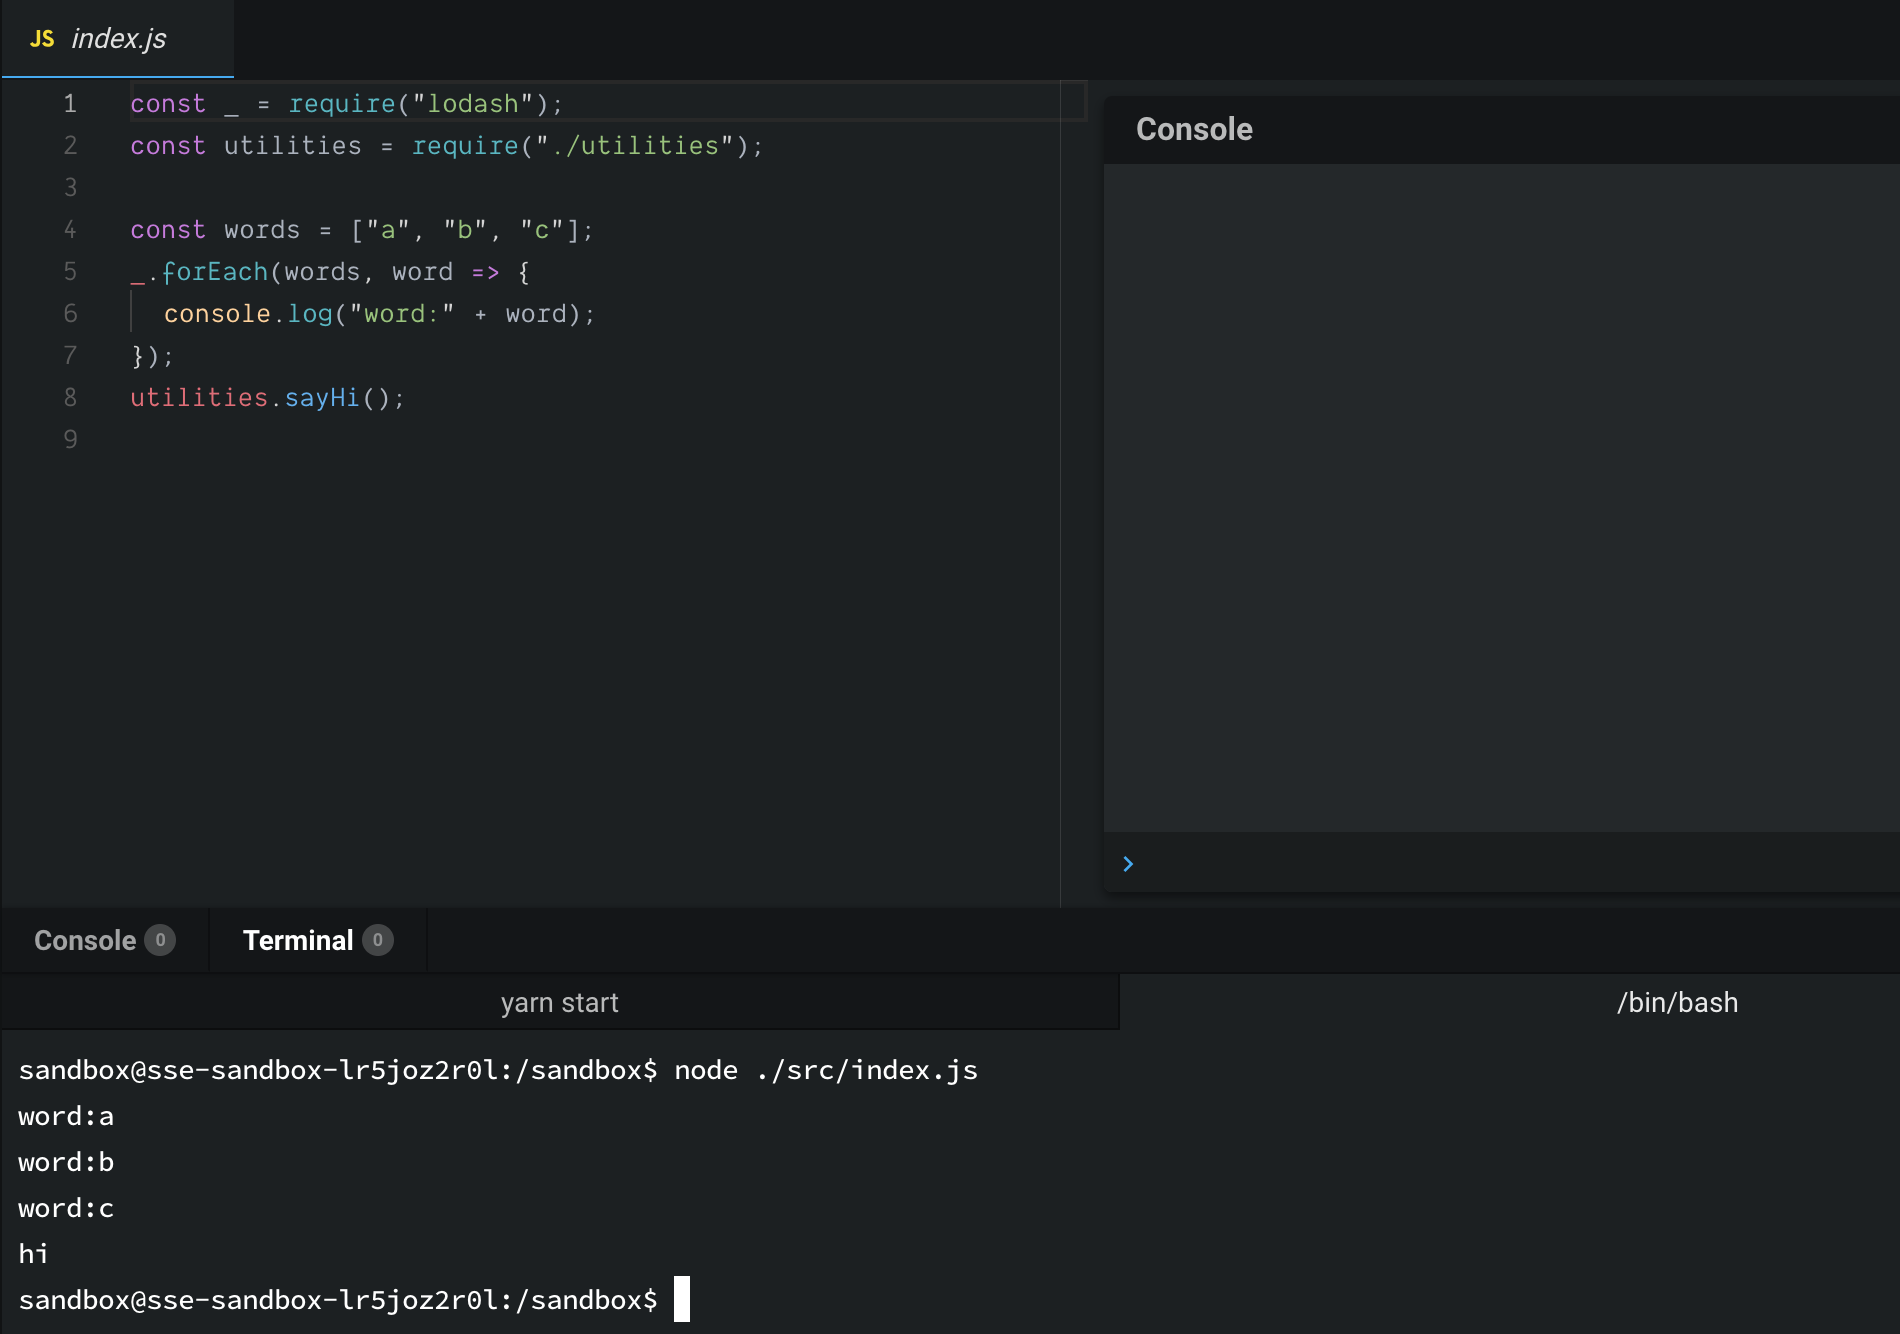 JS index.js
1 const _ = require("lodash");
2 const utilities = require("./utilities");
3
4 const words = ["a", "b", "c"];
5 _.forEach(words, word => {
6   console.log("word:" + word);
7 });
8 utilities.sayHi();
9
Console
Console 0 Terminal 0
yarn start /bin/bash
sandbox@sse-sandbox-lr5joz2r0l:/sandbox$ node ./src/index.js
word:a
word:b
word:c
hi
sandbox@sse-sandbox-lr5joz2r0l:/sandbox$